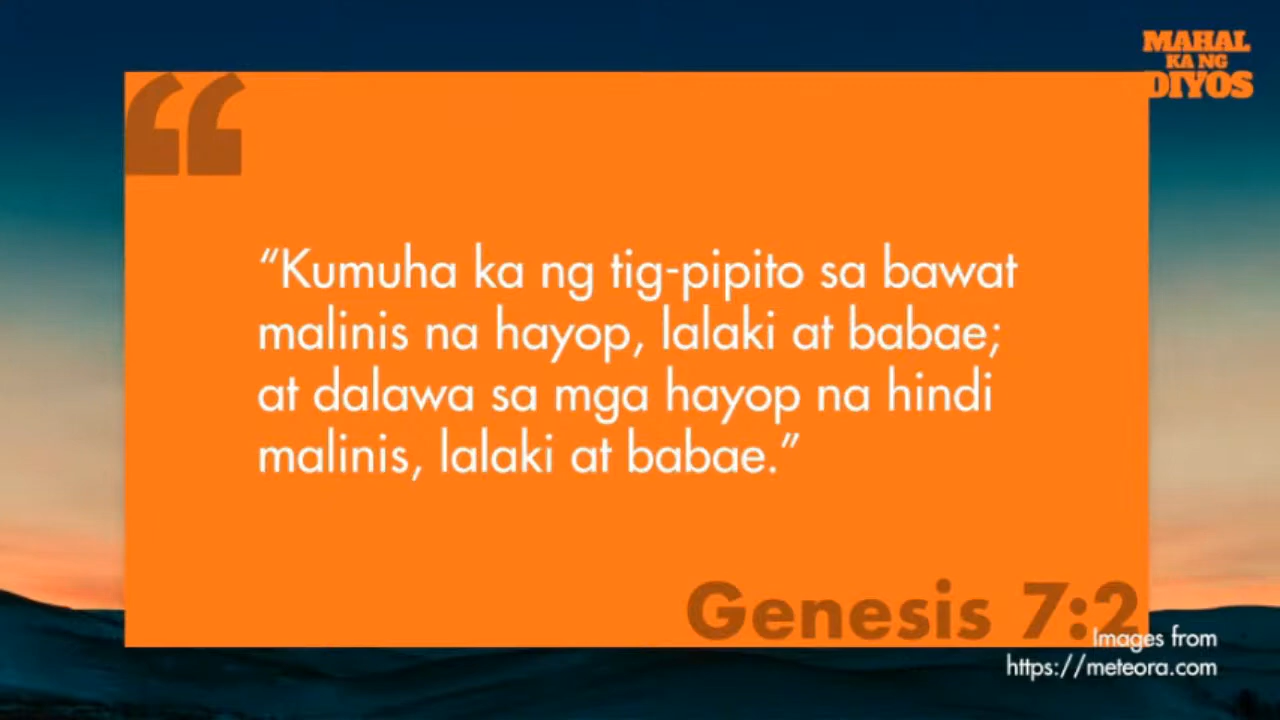 MAHAL
KA NG
DIYOS
“Kumuha ka ng tig-pipito sa bawat
malinis na hayop, lalaki at babae;
at dalawa sa mga hayop na hindi
malinis, lalaki at babae.”
Genesis 7:2
Images from
https://meteora.com